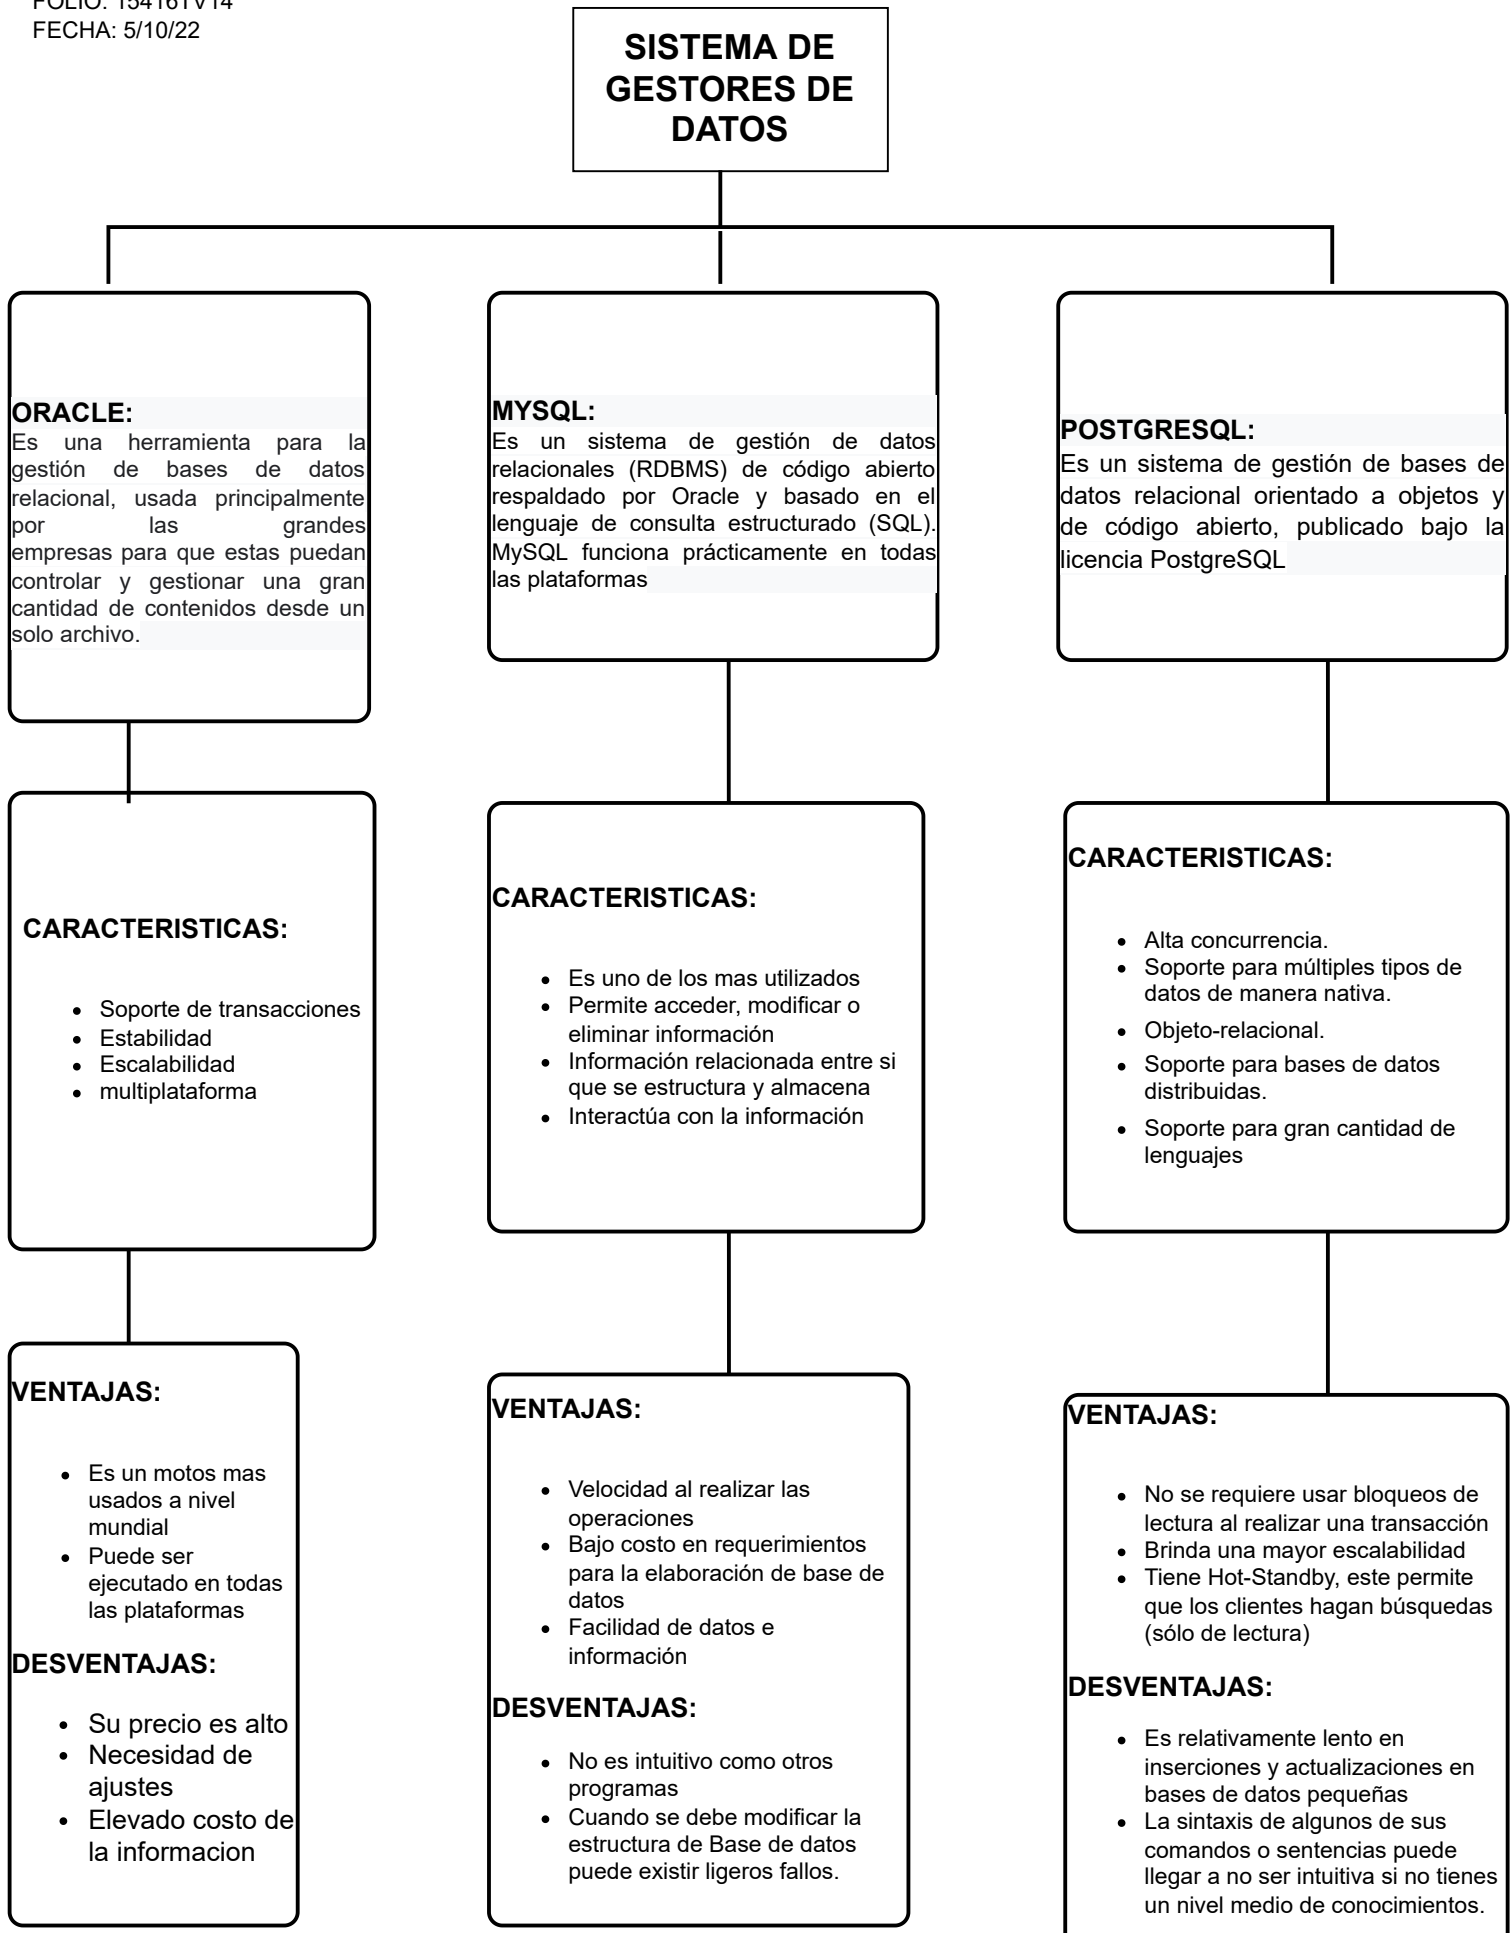 FOLIO: 154161V14
FECHA: 5/10/22
SISTEMA DE
GESTORES DE
DATOS
ORACLE:
Es una herramienta para la
gestión de bases de datos
relacional, usada principalmente
por las grandes
empresas para que estas puedan
controlar y gestionar una gran
cantidad de contenidos desde un
solo archivo.
MYSQL:
Es un sistema de gestión de datos
relacionales (RDBMS) de código abierto
respaldado por Oracle y basado en el
lenguaje de consulta estructurado (SQL).
MySQL funciona prácticamente en todas
las plataformas
POSTGRESQL:
Es un sistema de gestión de bases de
datos relacional orientado a objetos y
de código abierto, publicado bajo la
licencia PostgreSQL
CARACTERISTICAS:
• Soporte de transacciones
• Estabilidad
• Escalabilidad
• multiplataforma
CARACTERISTICAS:
• Es uno de los mas utilizados
• Permite acceder, modificar o
eliminar información
• Información relacionada entre si
que se estructura y almacena
• Interactúa con la información
CARACTERISTICAS:
• Alta concurrencia.
• Soporte para múltiples tipos de
datos de manera nativa.
• Objeto-relacional.
• Soporte para bases de datos
distribuidas.
• Soporte para gran cantidad de
lenguajes
VENTAJAS:
• Es un motos mas
usados a nivel
mundial
• Puede ser
ejecutado en todas
las plataformas
DESVENTAJAS:
• Su precio es alto
• Necesidad de
ajustes
• Elevado costo de
la informacion
VENTAJAS:
• Velocidad al realizar las
operaciones
• Bajo costo en requerimientos
para la elaboración de base de
datos
• Facilidad de datos e
información
DESVENTAJAS:
• No es intuitivo como otros
programas
• Cuando se debe modificar la
estructura de Base de datos
puede existir ligeros fallos.
VENTAJAS:
• No se requiere usar bloqueos de
lectura al realizar una transacción
• Brinda una mayor escalabilidad
• Tiene Hot-Standby, este permite
que los clientes hagan búsquedas
(sólo de lectura)
DESVENTAJAS:
• Es relativamente lento en
inserciones y actualizaciones en
bases de datos pequeñas
• La sintaxis de algunos de sus
comandos o sentencias puede
llegar a no ser intuitiva si no tienes
un nivel medio de conocimientos.